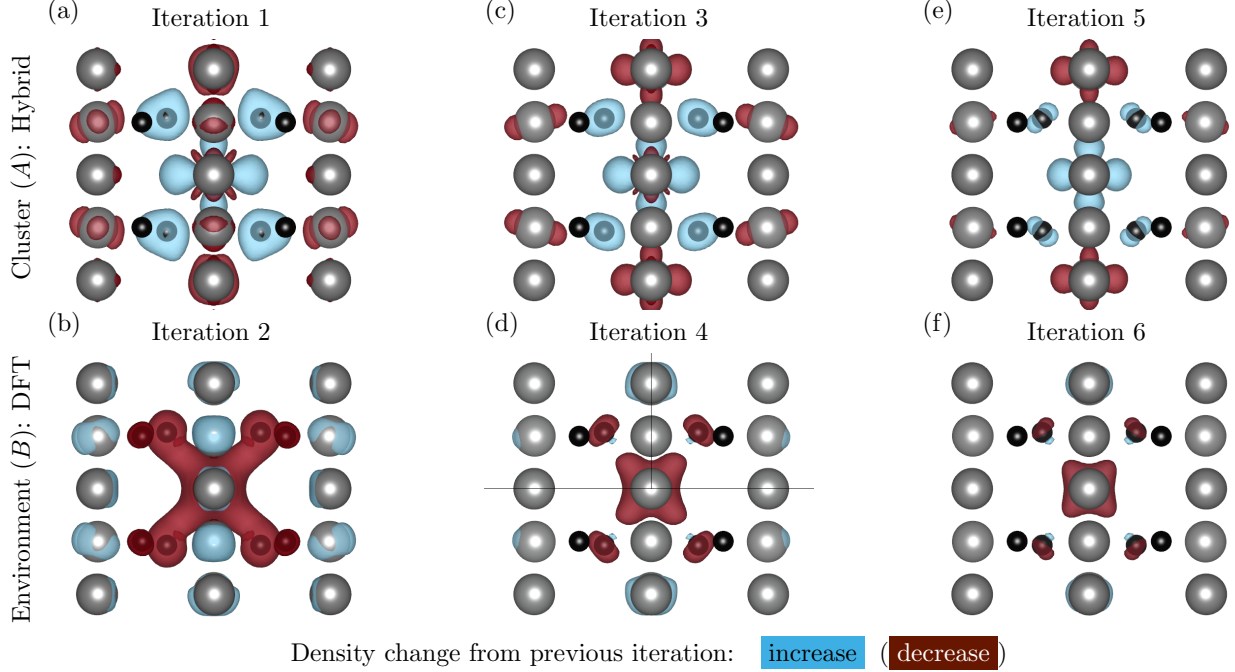 (a)
Iteration 1
(c)
Iteration 3
(e)
Iteration 5
Cluster (A): Hybrid
(b)
Iteration 2
(d)
Iteration 4
(f)
Iteration 6
Environment (B): DFT
Density change from previous iteration: increase (decrease)